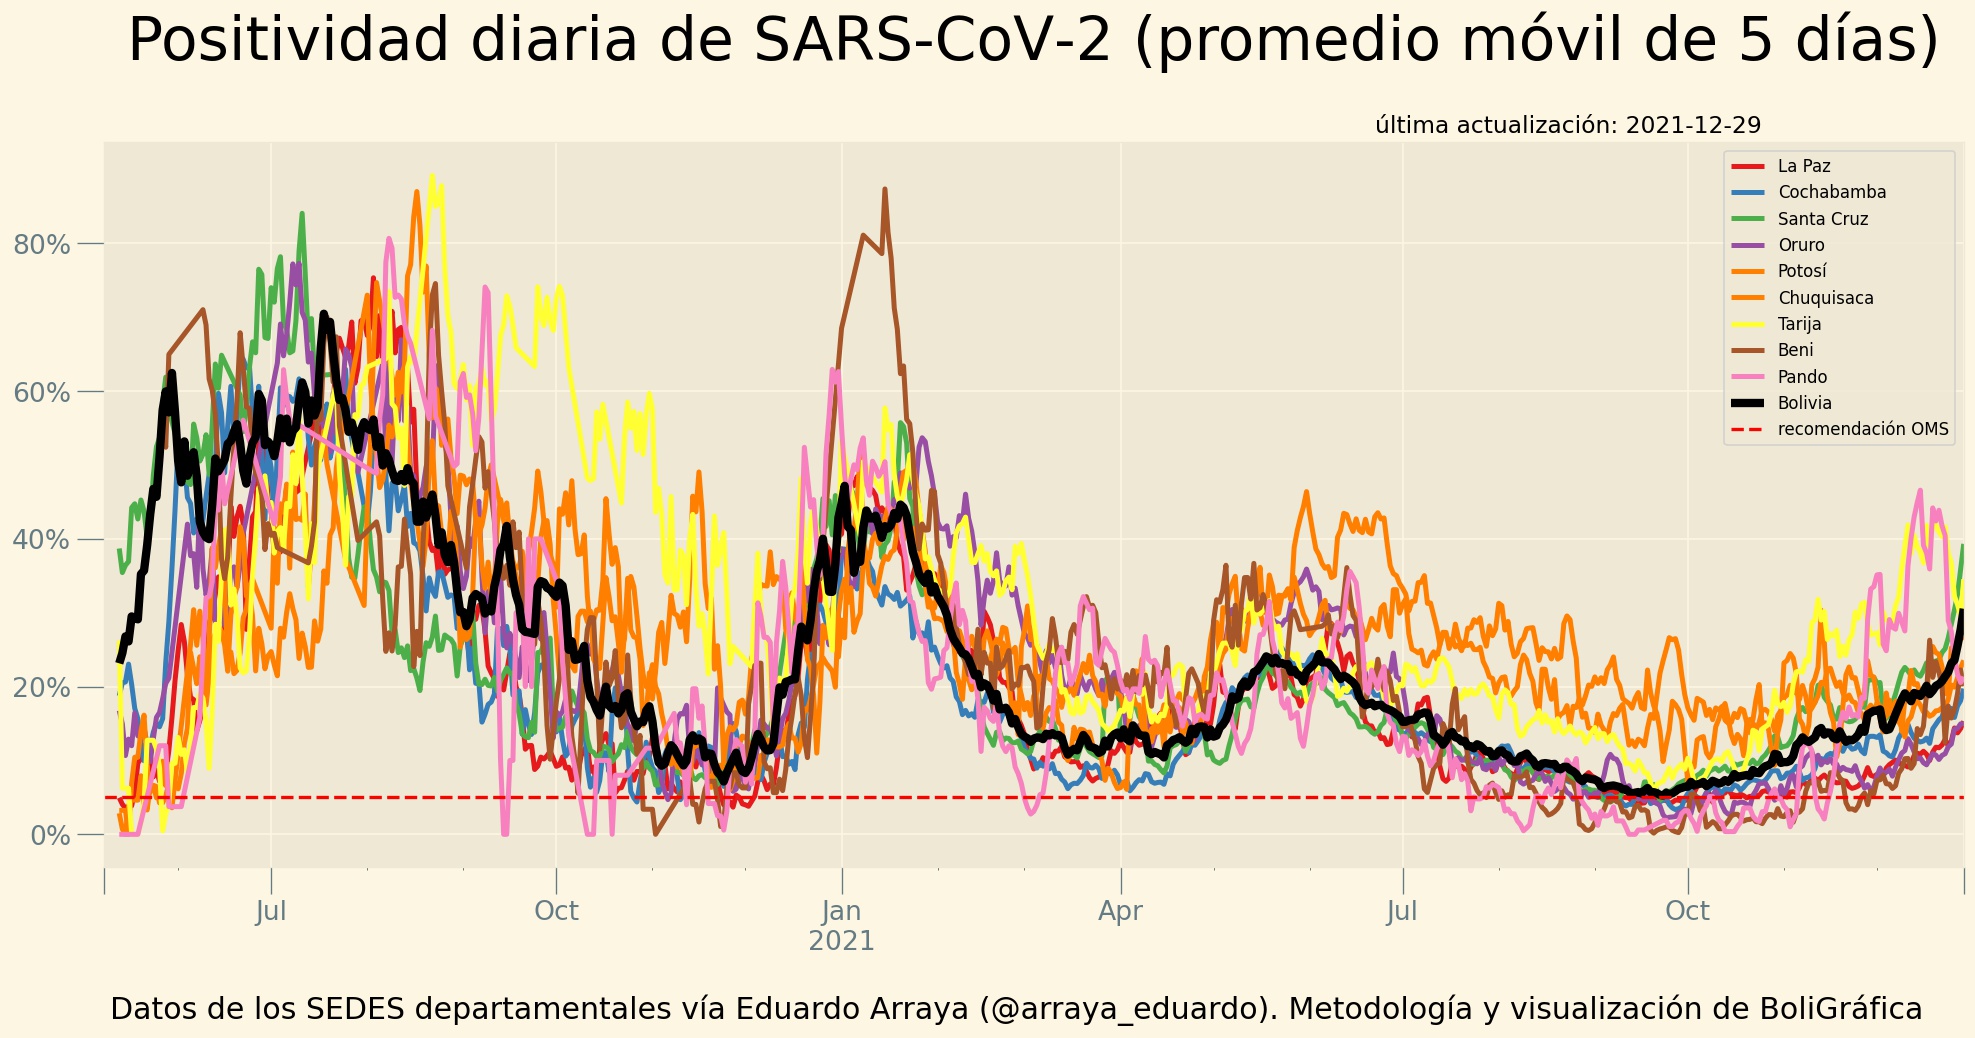 Positividad diaria de SARS-CoV-2 (promedio móvil de 5 días)
última actualización: 2021-12-29
La Paz
Cochabamba
Santa Cruz
Oruro
Potosí
Chuquisaca
Tarija
Beni
Pando
Bolivia
recomendación OMS
80%
60%
40%
20%
0%
Jul
Oct
Jan
2021
Apr
Jul
Oct
Datos de los SEDES departamentales vía Eduardo Arraya (@arraya_eduardo). Metodología y visualización de BoliGráfica